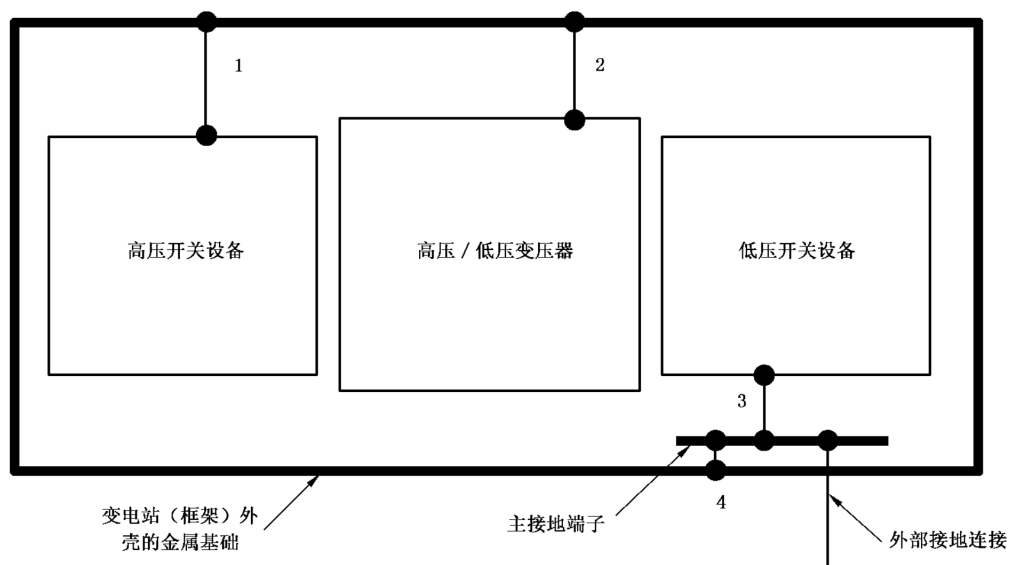 1
2
高压开关设备
高压/低压变压器
低压开关设备
3
4
变电站（框架）外
壳的金属基础
主接地端子
外部接地连接